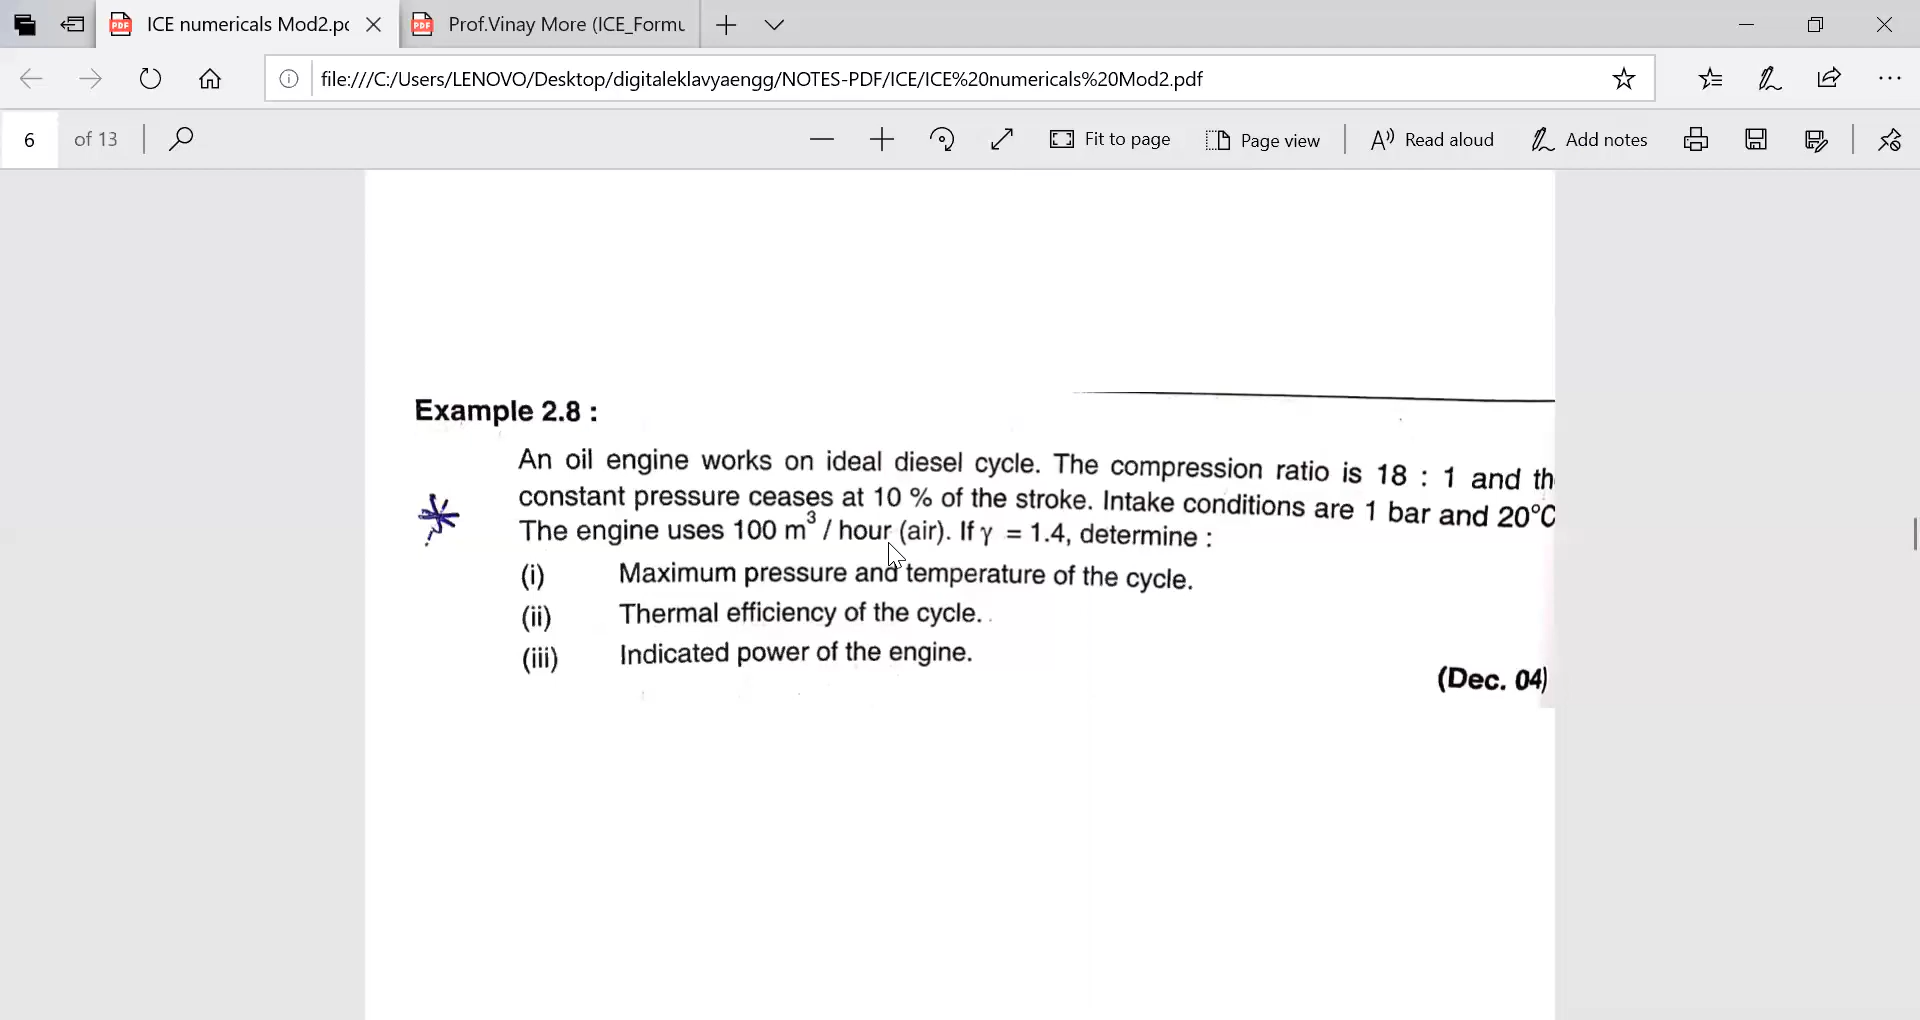 ICE numericals Mod2.pd
Prof.Vinay More (ICE_Formu
file:///C:/Users/LENOVO/Desktop/digitaleklavyaengg/NOTES-PDF/ICE/ICE%20numericals%20Mod2.pdf
6 of 13
Fit to page
Page view
Read aloud
Add notes
Example 2.8 :
An oil engine works on ideal diesel cycle. The compression ratio is 18 : 1 and th
constant pressure ceases at 10 % of the stroke. Intake conditions are 1 bar and 20°C
The engine uses 100 m³ / hour (air). If γ = 1.4, determine :
(i) Maximum pressure and temperature of the cycle.
(ii) Thermal efficiency of the cycle.
(iii) Indicated power of the engine.
(Dec. 04)